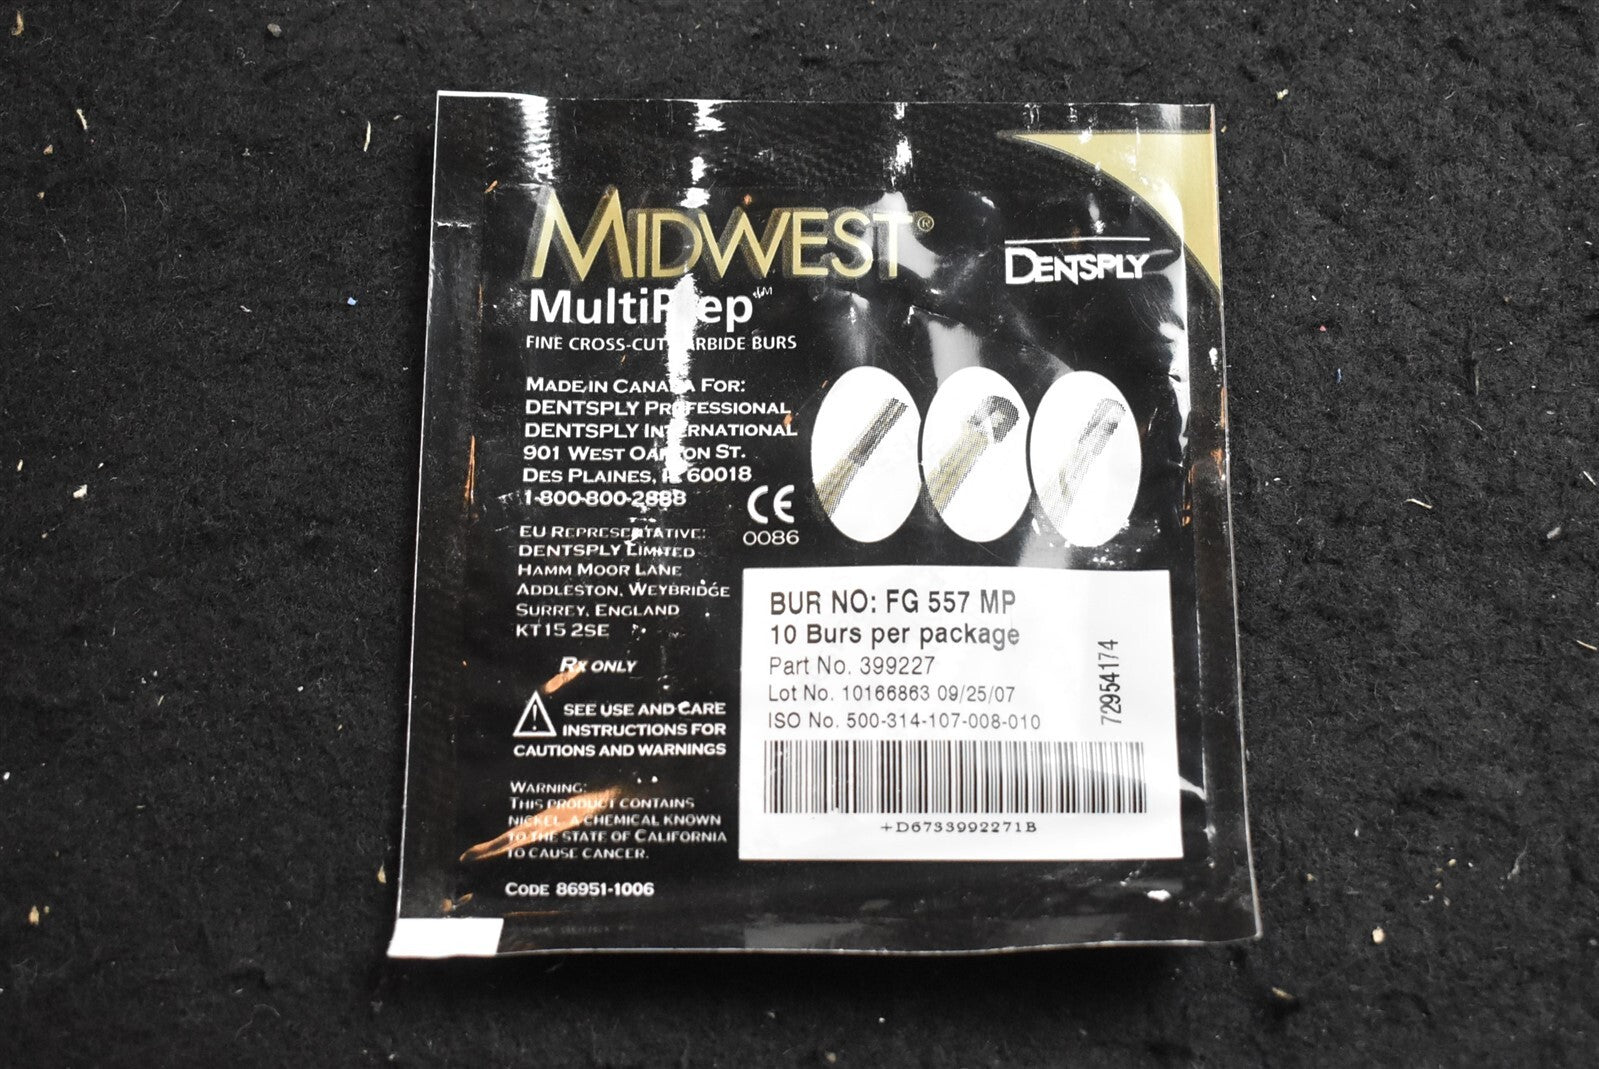 MIDWEST®
DENTSPLY
MultiPrep™
FINE CROSS-CUT CARBIDE BURS
MADE IN CANADA FOR:
DENTSPLY PROFESSIONAL
DENTSPLY INTERNATIONAL
901 WEST OAKTON ST.
DES PLAINES, IL 60018
1-800-800-2888
CE
0086
EU REPRESENTATIVE:
DENTSPLY LIMITED
HAMM MOOR LANE
ADDLESTON, WEYBRIDGE
SURREY, ENGLAND
KT15 2SE
RX ONLY
SEE USE AND CARE
INSTRUCTIONS FOR
CAUTIONS AND WARNINGS
WARNING:
THIS PRODUCT CONTAINS
NICKEL, A CHEMICAL KNOWN
TO THE STATE OF CALIFORNIA
TO CAUSE CANCER.
CODE 86951-1006
BUR NO: FG 557 MP
10 Burs per package
Part No. 399227
Lot No. 10166863 09/25/07
ISO No. 500-314-107-008-010
72954174
+D6733992271B